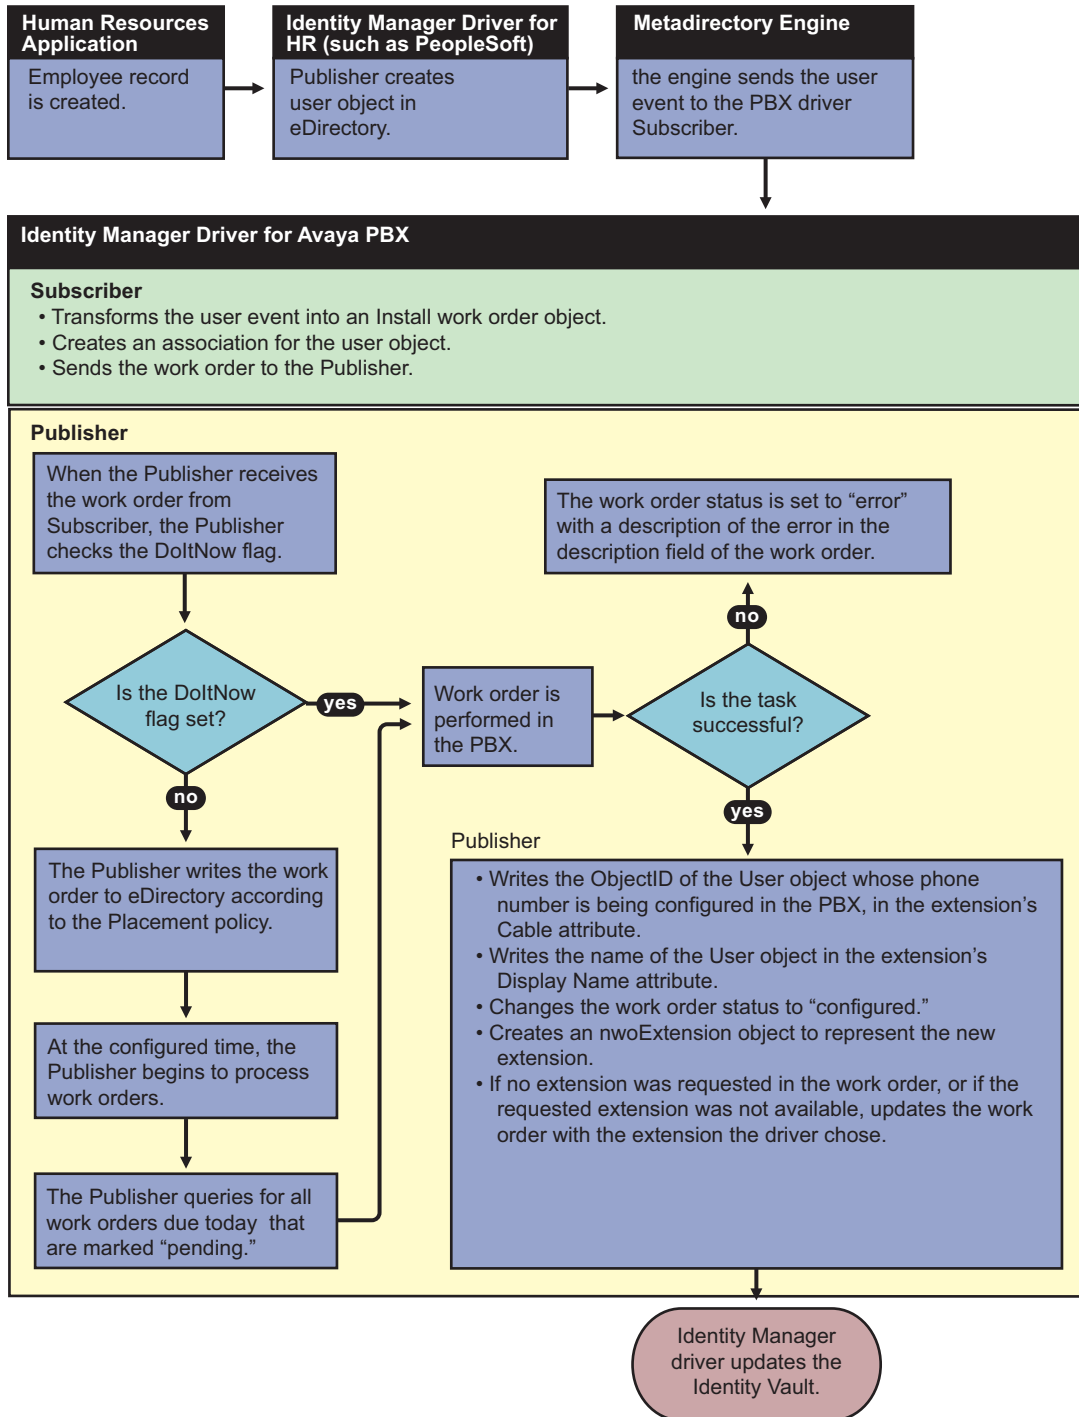 Human Resources
Application
Employee record
is created.
Identity Manager Driver for
HR (such as PeopleSoft)
Publisher creates
user object in
eDirectory.
Metadirectory Engine
the engine sends the user
event to the PBX driver
Subscriber.
Identity Manager Driver for Avaya PBX
Subscriber
• Transforms the user event into an Install work order object.
• Creates an association for the user object.
• Sends the work order to the Publisher.
Publisher
When the Publisher receives
the work order from
Subscriber, the Publisher
checks the DoItNow flag.
Is the DoItNow
flag set?
yes
no
The Publisher writes the work
order to eDirectory according
to the Placement policy.
At the configured time, the
Publisher begins to process
work orders.
The Publisher queries for all
work orders due today that
are marked “pending.”
Work order is
performed in
the PBX.
Is the task
successful?
no
The work order status is set to “error”
with a description of the error in the
description field of the work order.
yes
Publisher
• Writes the ObjectID of the User object whose phone
number is being configured in the PBX, in the extension’s
Cable attribute.
• Writes the name of the User object in the extension’s
Display Name attribute.
• Changes the work order status to “configured.”
• Creates an nwoExtension object to represent the new
extension.
• If no extension was requested in the work order, or if the
requested extension was not available, updates the work
order with the extension the driver chose.
Identity Manager
driver updates the
Identity Vault.